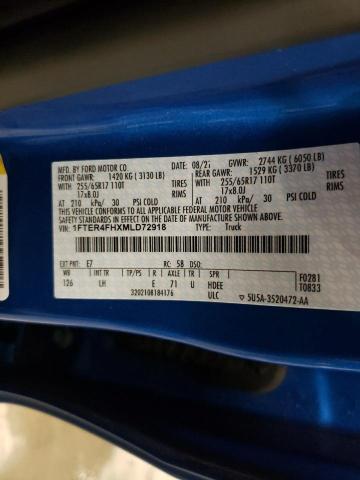 MFD. BY FORD MOTOR CO. 08/21 GVWR: 2744 KG ( 6050 LB)
FRONT GAWR: 1420 KG ( 3130 LB) REAR GAWR: 1529 KG ( 3370 LB)
WITH WITH
255/65R17 110T TIRES 255/65R17 110T TIRES
17x8.0J RIMS 17x8.0J RIMS
AT 210 kPa/ 30 PSI COLD AT 210 kPa/ 30 PSI COLD
THIS VEHICLE CONFORMS TO ALL APPLICABLE FEDERAL MOTOR VEHICLE
SAFETY AND THEFT PREVENTION STANDARDS IN EFFECT ON THE DATE OF
MANUFACTURE SHOWN ABOVE.
VIN: 1FTER4FHXMLD72918 TYPE: Truck
EXT PNT: E7 RC: 58 DSO: F0281
WB INT TR TP/PS R AXLE TR SPR T0833
126 LH E 71 U HDEE
3202108184176 ULC ▽ 5U5A-3520472-AA